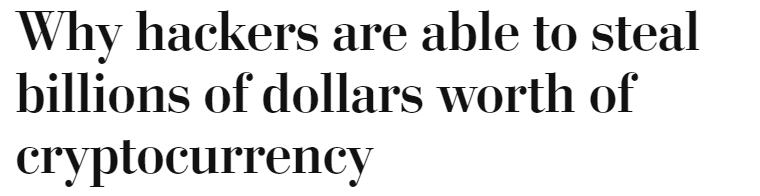 Why hackers are able to steal
billions of dollars worth of
cryptocurrency